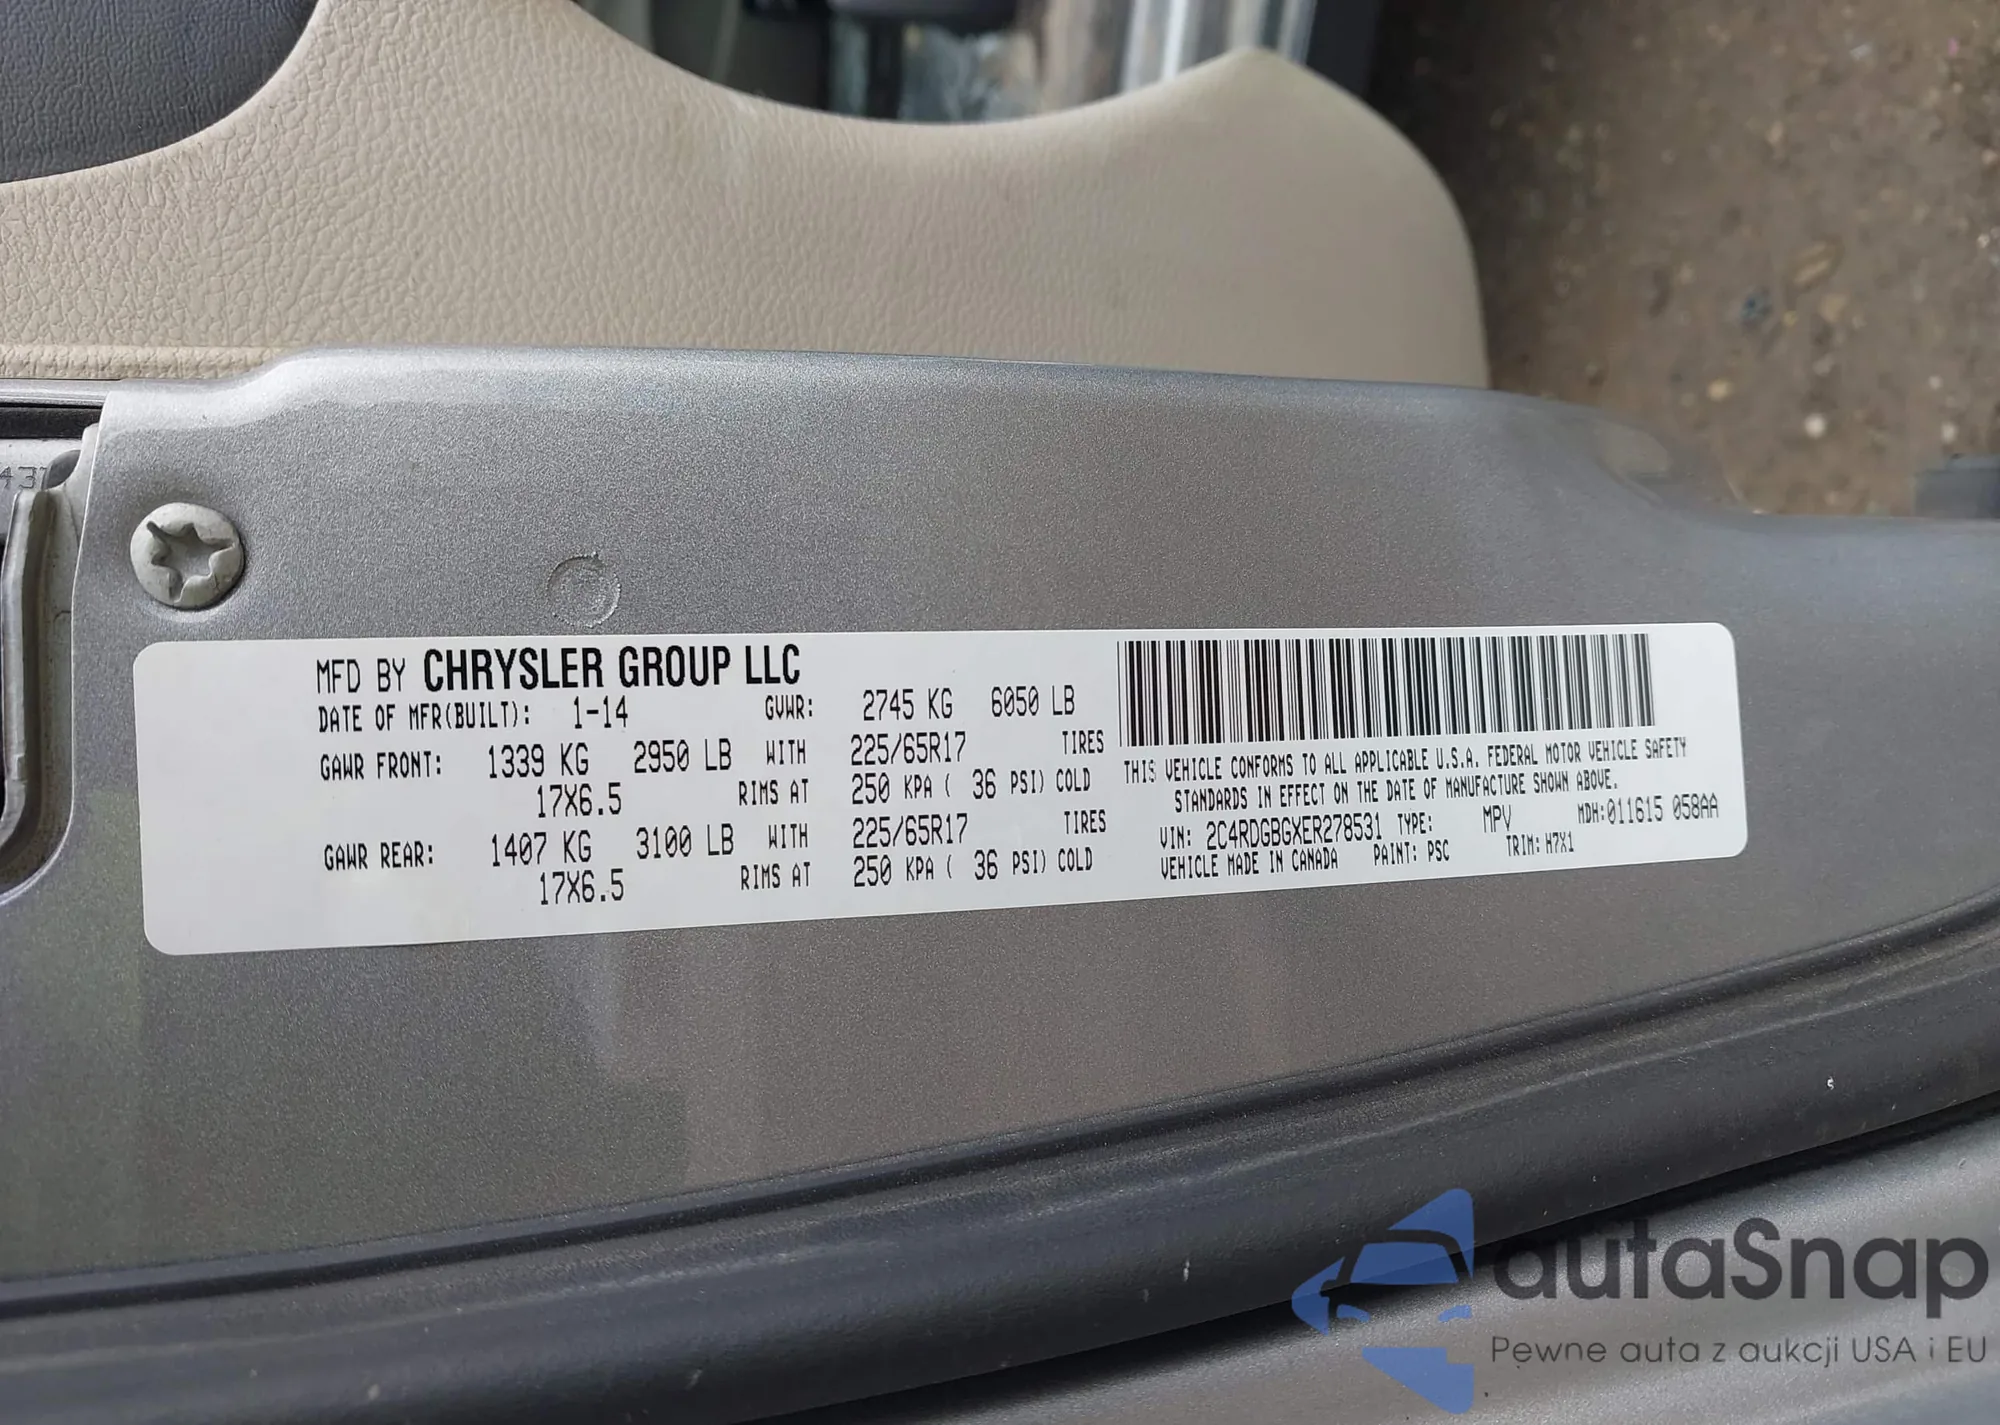 MFD BY CHRYSLER GROUP LLC
DATE OF MFR(BUILT): 1-14 GVWR: 2745 KG 6050 LB
GAWR FRONT: 1339 KG 2950 LB WITH 225/65R17 TIRES
17X6.5 RIMS AT 250 KPA ( 36 PSI) COLD
GAWR REAR: 1407 KG 3100 LB WITH 225/65R17 TIRES
17X6.5 RIMS AT 250 KPA ( 36 PSI) COLD
THIS VEHICLE CONFORMS TO ALL APPLICABLE U.S.A. FEDERAL MOTOR VEHICLE SAFETY
STANDARDS IN EFFECT ON THE DATE OF MANUFACTURE SHOWN ABOVE.
VIN: 2C4RDGBGXER278531 TYPE: MPV MDH:011615 058AA
VEHICLE MADE IN CANADA PAINT: PSC TRIM: H7X1
autaSnap
Pewne auta z aukcji USA i EU